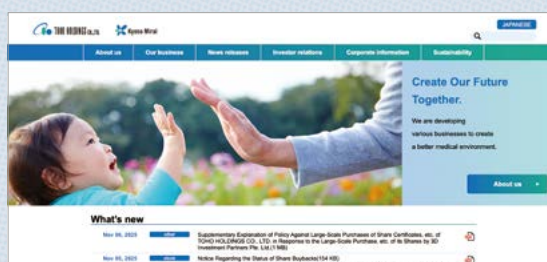 TOHO HOLDINGS CO.,LTD.
Kyoso Mirai
JAPANESE
About us
Our business
News releases
Investor relations
Corporate information
Sustainability
Create Our Future
Together.
We are developing
various businesses to create
a better medical environment.
About us
What's new
Nov 06, 2025
other
Supplementary Explanation of Policy Against Large-Scale Purchases of Share Certificates, etc. of
TOHO HOLDINGS CO., LTD. in Response to the Large-Scale Purchase, etc. of its Shares by 3D
Investment Partners Pte. Ltd.(1 MB)
Nov 05, 2025
stock
Notice Regarding the Status of Share Buybacks(154 KB)